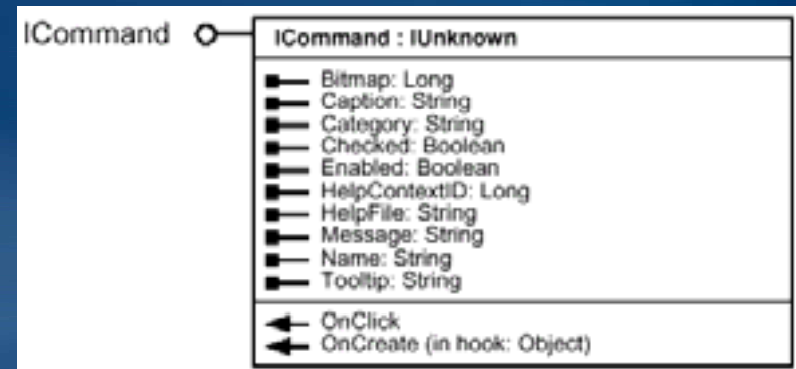 ICommand
ICommand : IUnknown
Bitmap: Long
Caption: String
Category: String
Checked: Boolean
Enabled: Boolean
HelpContextID: Long
HelpFile: String
Message: String
Name: String
Tooltip: String
OnClick
OnCreate (in hook: Object)